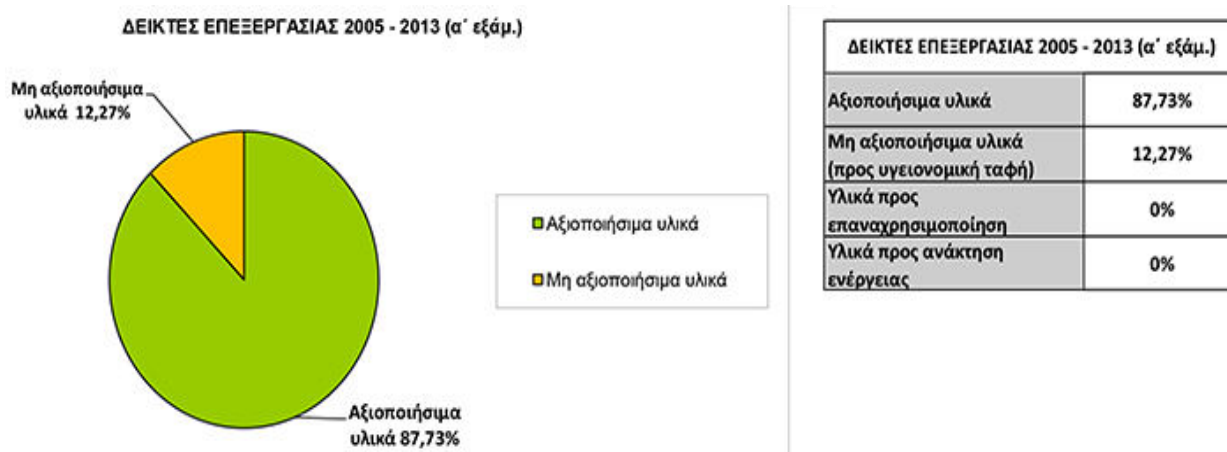 ΔΕΙΚΤΕΣ ΕΠΕΞΕΡΓΑΣΙΑΣ 2005 - 2013 (α΄ εξάμ.)
Μη αξιοποιήσιμα
υλικά 12,27%
Αξιοποιήσιμα υλικά
Μη αξιοποιήσιμα υλικά
Αξιοποιήσιμα
υλικά 87,73%
ΔΕΙΚΤΕΣ ΕΠΕΞΕΡΓΑΣΙΑΣ 2005 - 2013 (α΄ εξάμ.)
Αξιοποιήσιμα υλικά 87,73%
Μη αξιοποιήσιμα υλικά
(προς υγειονομική ταφή) 12,27%
Υλικά προς
επαναχρησιμοποίηση 0%
Υλικά προς ανάκτηση
ενέργειας 0%